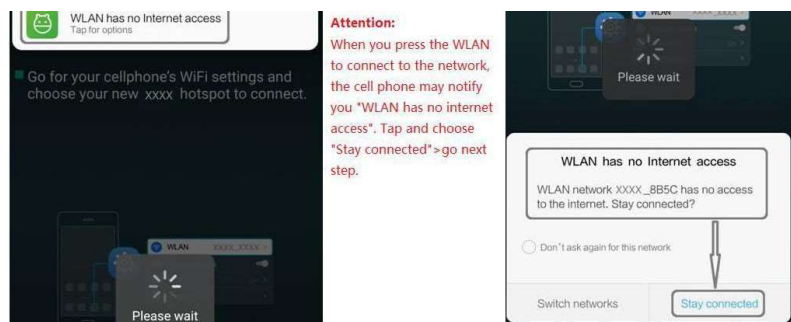 WLAN has no Internet access
Tap for options
Go for your cellphone's WiFi settings and
choose your new xxxx hotspot to connect.
WLAN XXXX_XXXX
Please wait
Attention:
When you press the WLAN
to connect to the network,
the cell phone may notify
you "WLAN has no internet
access". Tap and choose
"Stay connected">go next
step.
WLAN XXXX_XXXX
Please wait
WLAN has no Internet access
WLAN network XXXX_8B5C has no access
to the internet. Stay connected?
Don't ask again for this network
Switch networks
Stay connected